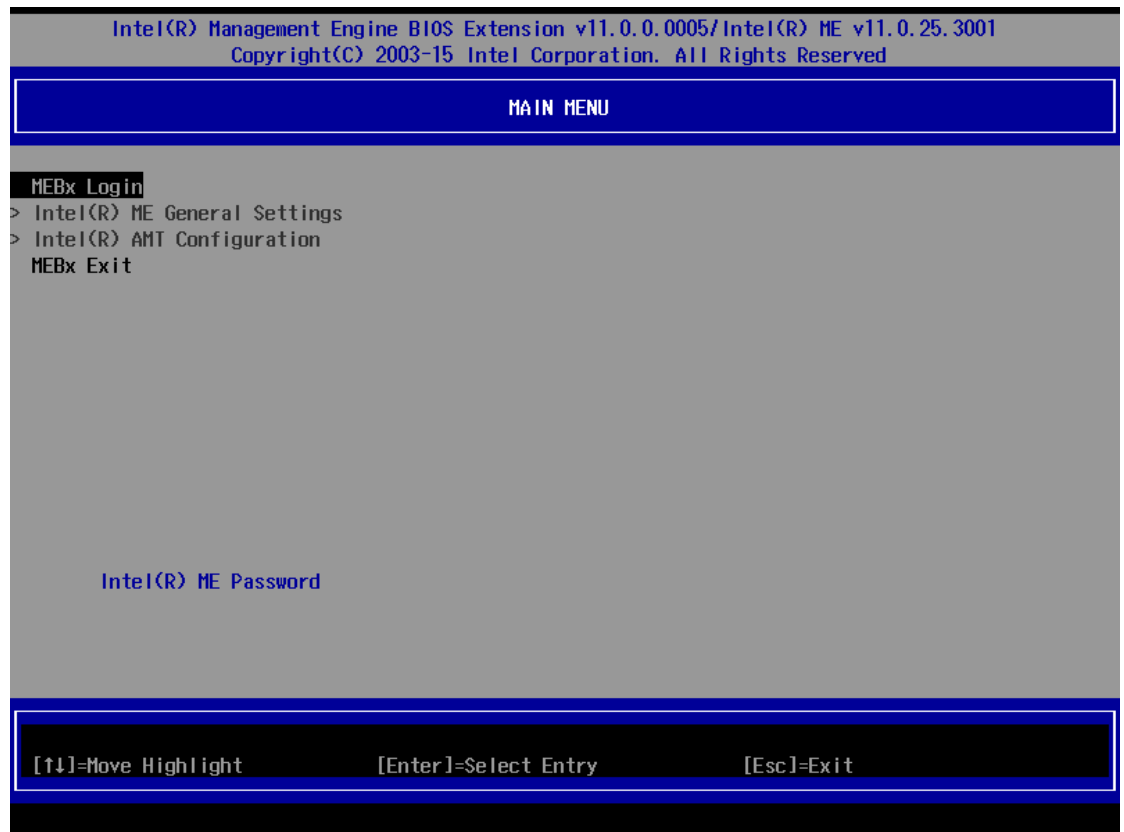 Intel(R) Management Engine BIOS Extension v11.0.0.0005/Intel(R) ME v11.0.25.3001
Copyright(C) 2003-15 Intel Corporation. All Rights Reserved
MAIN MENU
MEBx Login
> Intel(R) ME General Settings
> Intel(R) AMT Configuration
MEBx Exit
Intel(R) ME Password
[↑↓]=Move Highlight [Enter]=Select Entry [Esc]=Exit